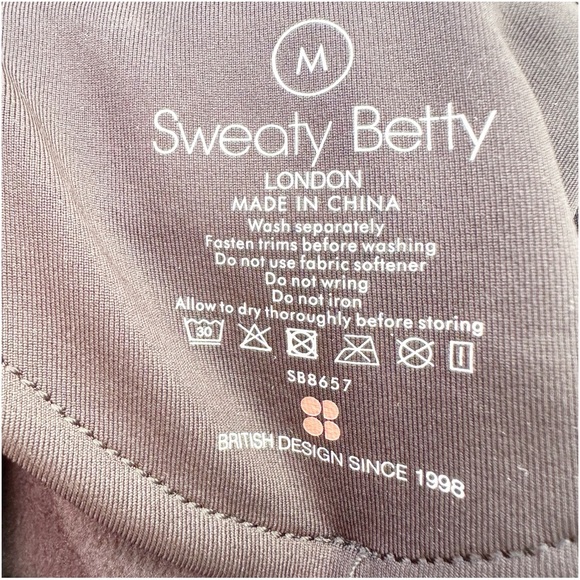 M
Sweaty Betty
LONDON
MADE IN CHINA
Wash separately
Fasten trims before washing
Do not use fabric softener
Do not wring
Do not iron
Allow to dry thoroughly before storing
30
SB8657
BRITISH DESIGN SINCE 1998